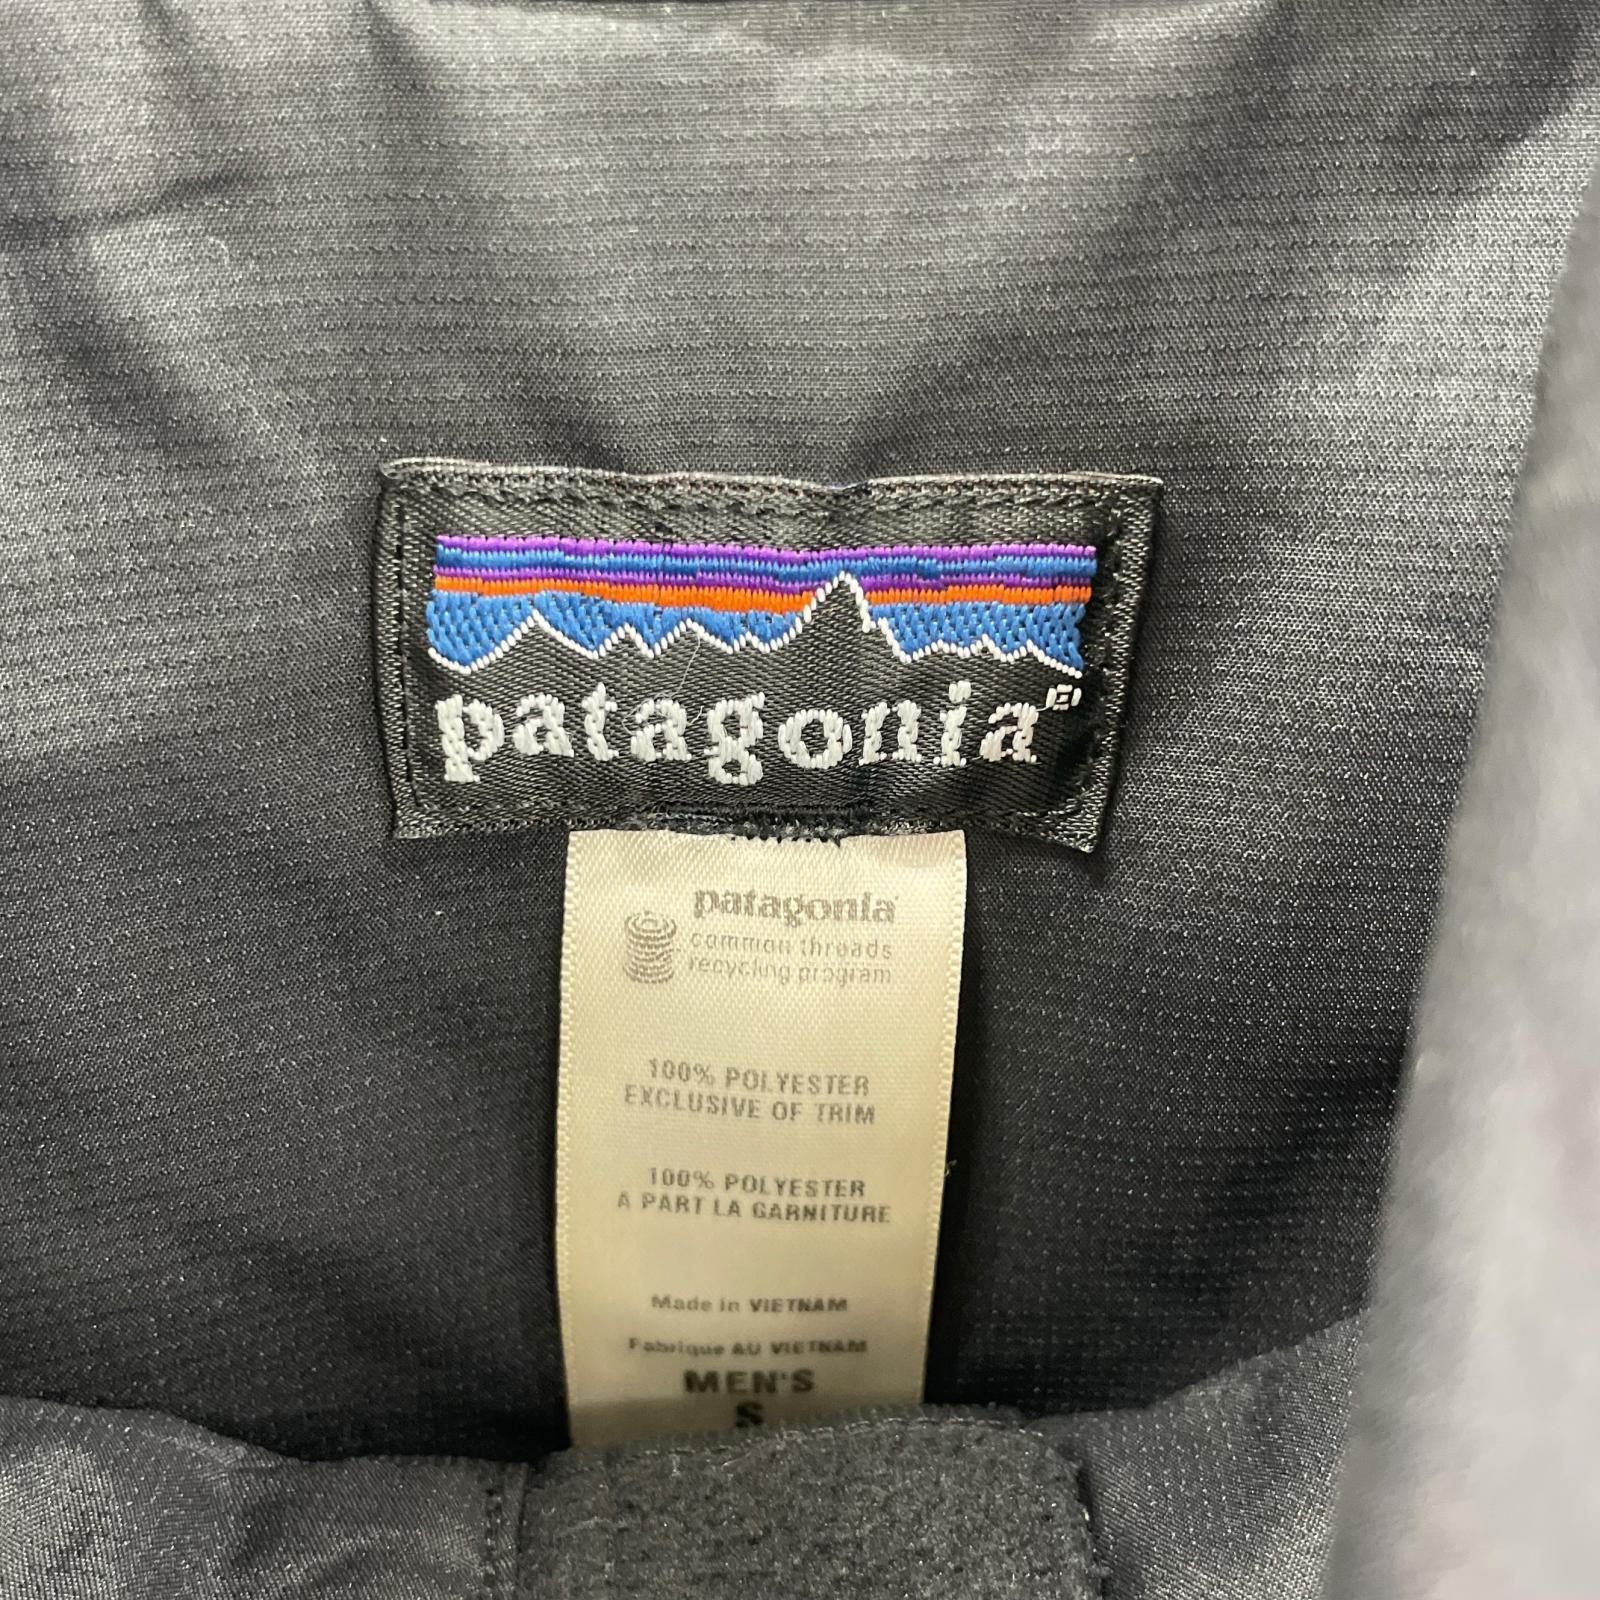 patagonia®
patagonia
common threads
recycling program
100% POLYESTER
EXCLUSIVE OF TRIM
100% POLYESTER
A PART LA GARNITURE
Made in VIETNAM
Fabriqué AU VIETNAM
MEN'S
S